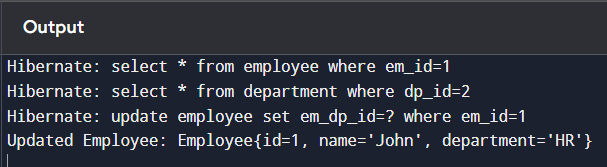 Output
Hibernate: select * from employee where em_id=1
Hibernate: select * from department where dp_id=2
Hibernate: update employee set em_dp_id=? where em_id=1
Updated Employee: Employee{id=1, name='John', department='HR'}